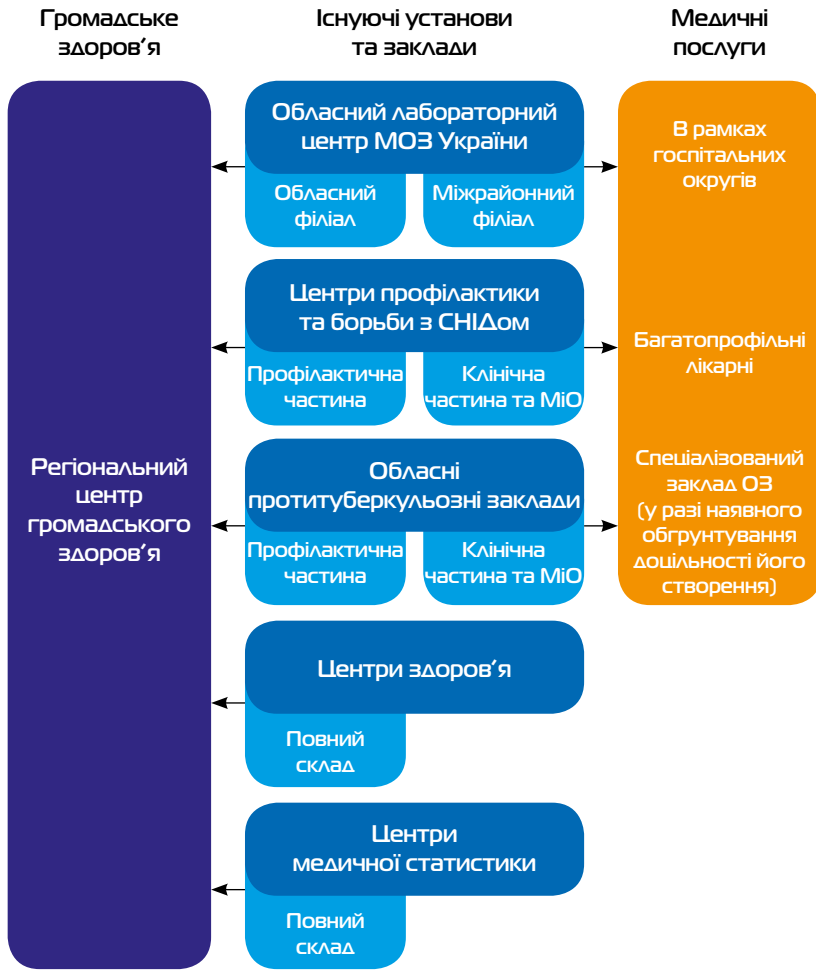 Громадське
здоров’я
Існуючі установи
та заклади
Медичні
послуги
Регіональний
центр
громадського
здоров’я
Обласний лабораторний
центр МОЗ України
Обласний
філіал
Міжрайонний
філіал
Центри профілактики
та борьби з СНІДом
Профілактична
частина
Клінічна
частина та МіО
Обласні
протитуберкульозні заклади
Профілактична
частина
Клінічна
частина та МіО
Центри здоров’я
Повний
склад
Центри
медичної статистики
Повний
склад
В рамках
госпітальних
округів
Багатопрофільні
лікарні
Спеціалізований
заклад ОЗ
(у разі наявного
обгрунтування
доцільності його
створення)